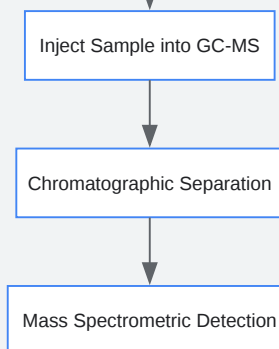 Inject Sample into GC-MS
Chromatographic Separation
Mass Spectrometric Detection